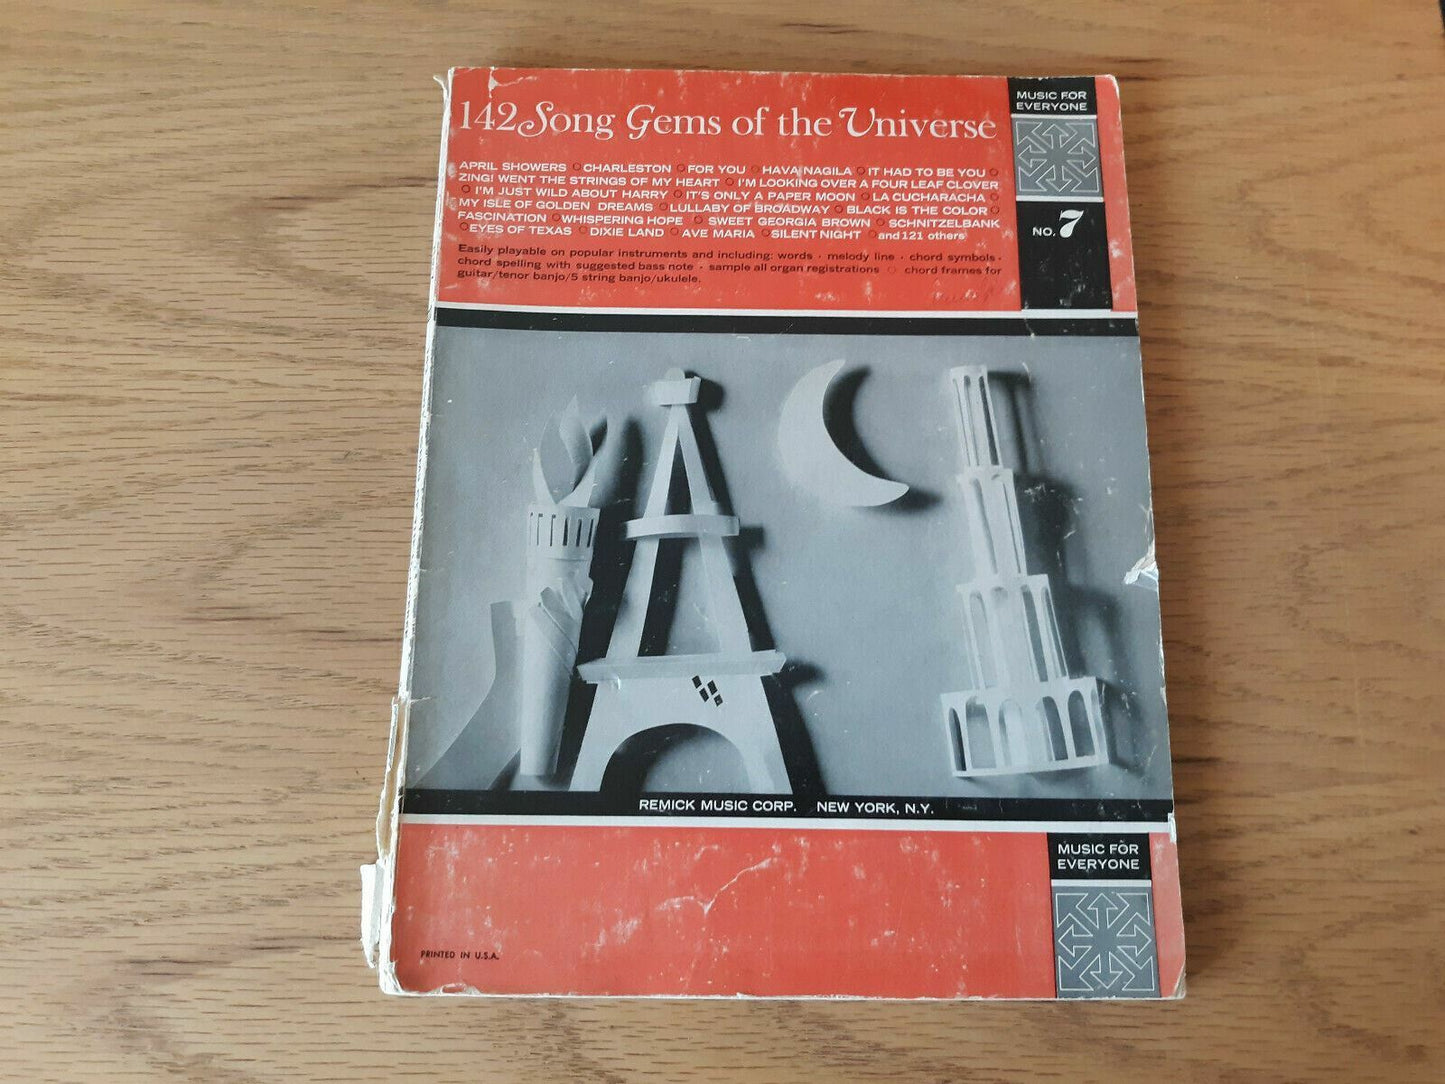 142 Song Gems of the Universe
MUSIC FOR
EVERYONE
APRIL SHOWERS ○ CHARLESTON ○ FOR YOU ○ HAVA NAGILA ○ IT HAD TO BE YOU ○
ZING! WENT THE STRINGS OF MY HEART ○ I'M LOOKING OVER A FOUR LEAF CLOVER
○ I'M JUST WILD ABOUT HARRY ○ IT'S ONLY A PAPER MOON ○ LA CUCHARACHA ○
MY ISLE OF GOLDEN DREAMS ○ LULLABY OF BROADWAY ○ BLACK IS THE COLOR ○
FASCINATION ○ WHISPERING HOPE ○ SWEET GEORGIA BROWN ○ SCHNITZELBANK
○ EYES OF TEXAS ○ DIXIE LAND ○ AVE MARIA ○ SILENT NIGHT ○ and 121 others
NO. 7
Easily playable on popular instruments and including: words · melody line · chord symbols ·
chord spelling with suggested bass note · sample all organ registrations ○ chord frames for
guitar/tenor banjo/5 string banjo/ukulele.
REMICK MUSIC CORP. NEW YORK, N.Y.
MUSIC FOR
EVERYONE
PRINTED IN U.S.A.